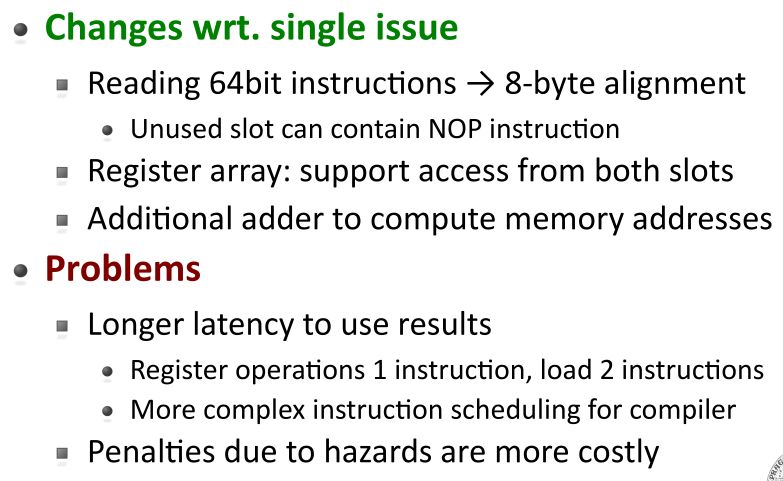 Changes wrt. single issue
Reading 64bit instructions → 8-byte alignment
Unused slot can contain NOP instruction
Register array: support access from both slots
Additional adder to compute memory addresses
Problems
Longer latency to use results
Register operations 1 instruction, load 2 instructions
More complex instruction scheduling for compiler
Penalties due to hazards are more costly